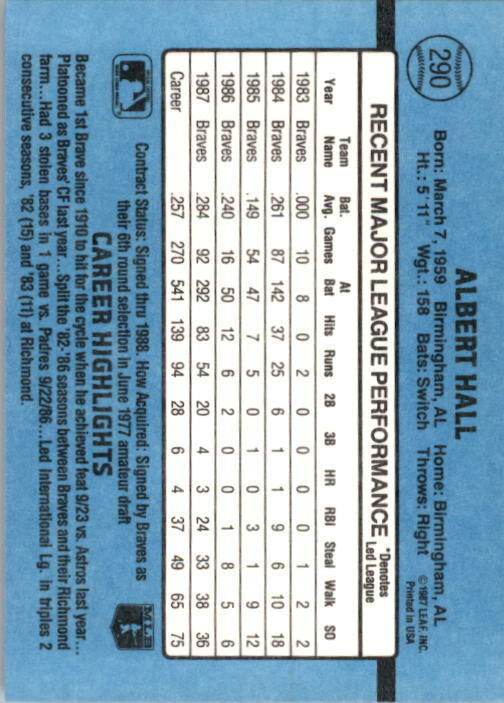 290
ALBERT HALL
Born: March 7, 1959 Birmingham, AL Home: Birmingham, AL
Ht.: 5'11" Wgt.: 158 Bats: Switch Throws: Right
©1987 LEAF, INC.
Printed in USA
RECENT MAJOR LEAGUE PERFORMANCE *Denotes Led League
Year Team Name Bat. Avg. Games At Bat Hits Runs 2B 3B HR RBI Steal Walk SO
1983 Braves .000 10 8 0 2 0 0 0 0 1 2 2
1984 Braves .261 87 142 37 25 6 1 1 9 6 10 18
1985 Braves .149 54 47 7 5 0 1 0 3 1 9 12
1986 Braves .240 16 50 12 6 2 0 0 1 8 5 6
1987 Braves .284 92 292 83 54 20 4 3 24 33 38 36
Career .257 270 541 139 94 28 6 4 37 49 65 75
Contract Status: Signed thru 1988. How Acquired: Signed by Braves as
their 6th round selection in June 1977 amateur draft
MLB
CAREER HIGHLIGHTS
Became 1st Brave since 1910 to hit for the cycle when he achieved feat 9/23 vs. Astros last year...
Platooned as Braves' CF last year...Split the '82-'86 seasons between Braves and their Richmond
farm...Had 3 stolen bases in 1 game vs. Padres 9/22/86...Led International Lg. in triples 2
consecutive seasons, '82 (15) and '83 (11) at Richmond.